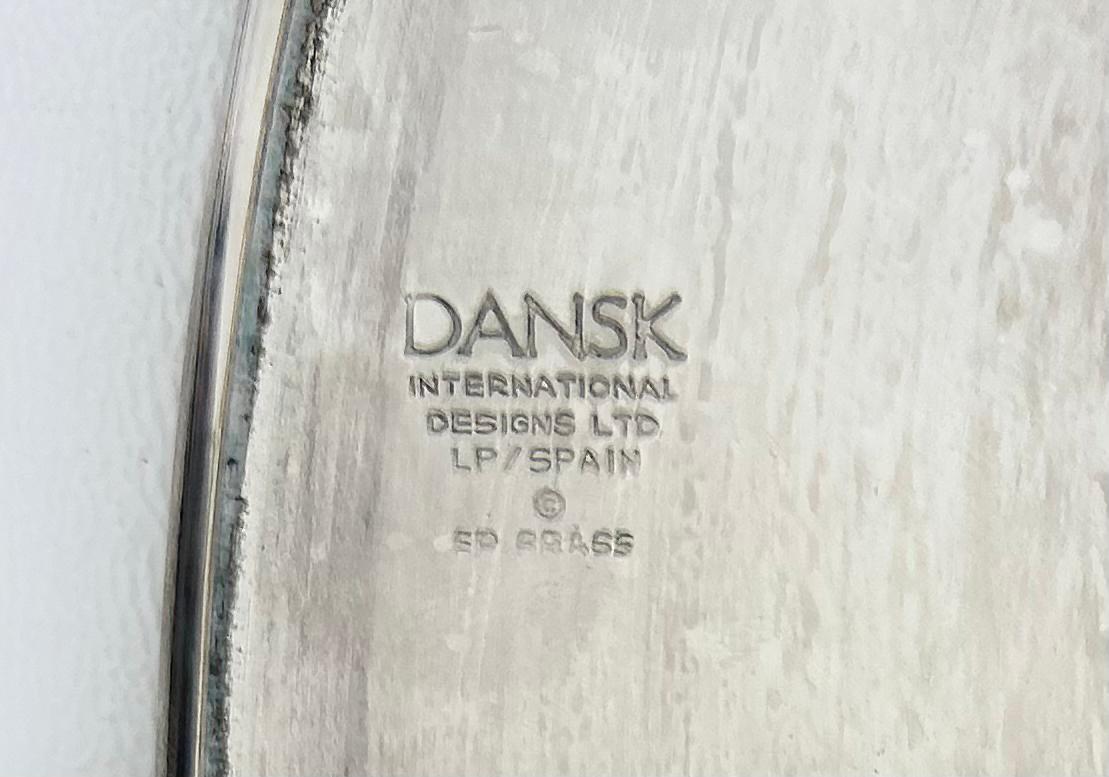 DANSK
INTERNATIONAL
DESIGNS LTD
LP/SPAIN
©
EP BRASS